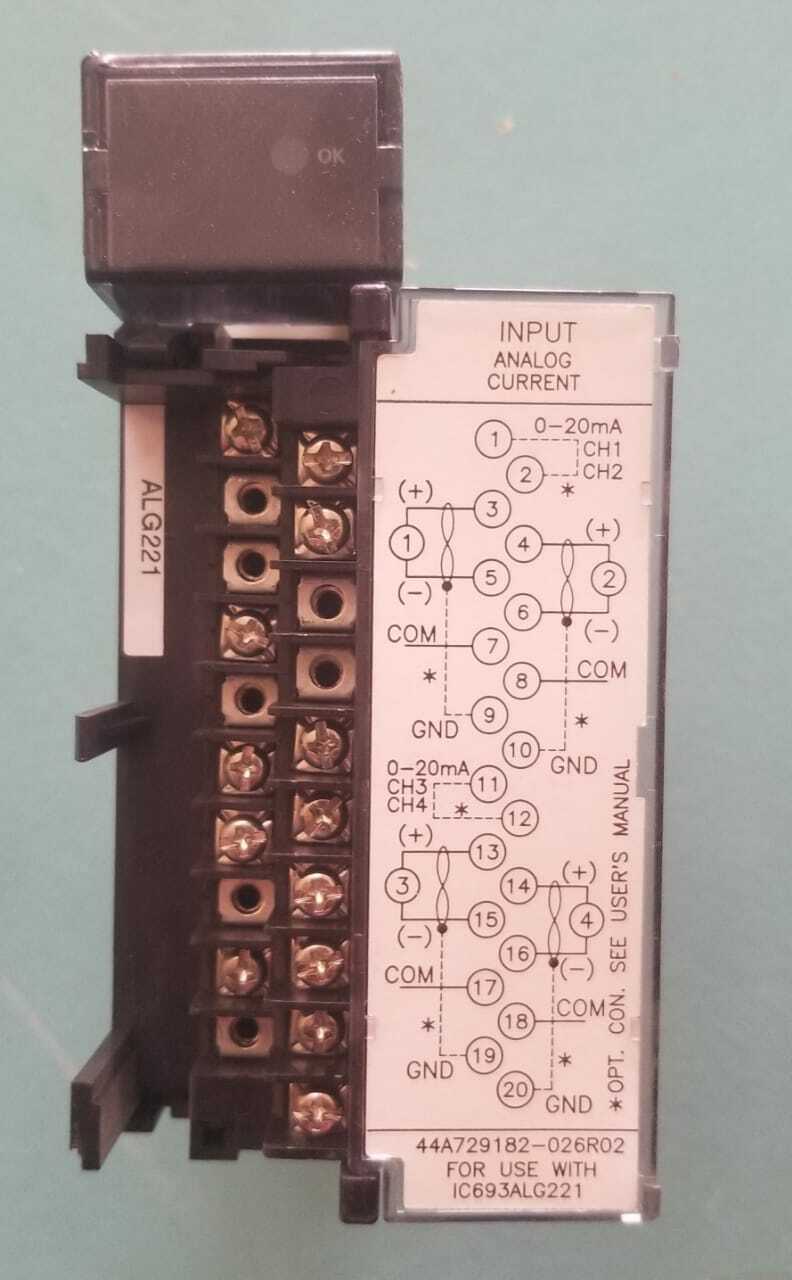 OK
ALG221
INPUT
ANALOG
CURRENT
1 0-20mA
CH1
2 CH2
*
(+) 3
1 4 (+)
5 2
(-) 6
COM 7 (-)
* 8 COM
GND 9 *
10 GND
0-20mA 11
CH3
CH4 * 12
(+) 13
3 14 (+)
15 4
(-) 16 (-)
COM 17
18 COM
*
GND 19 *
20 GND
*OPT. CON. SEE USER'S MANUAL
44A729182-026R02
FOR USE WITH
IC693ALG221